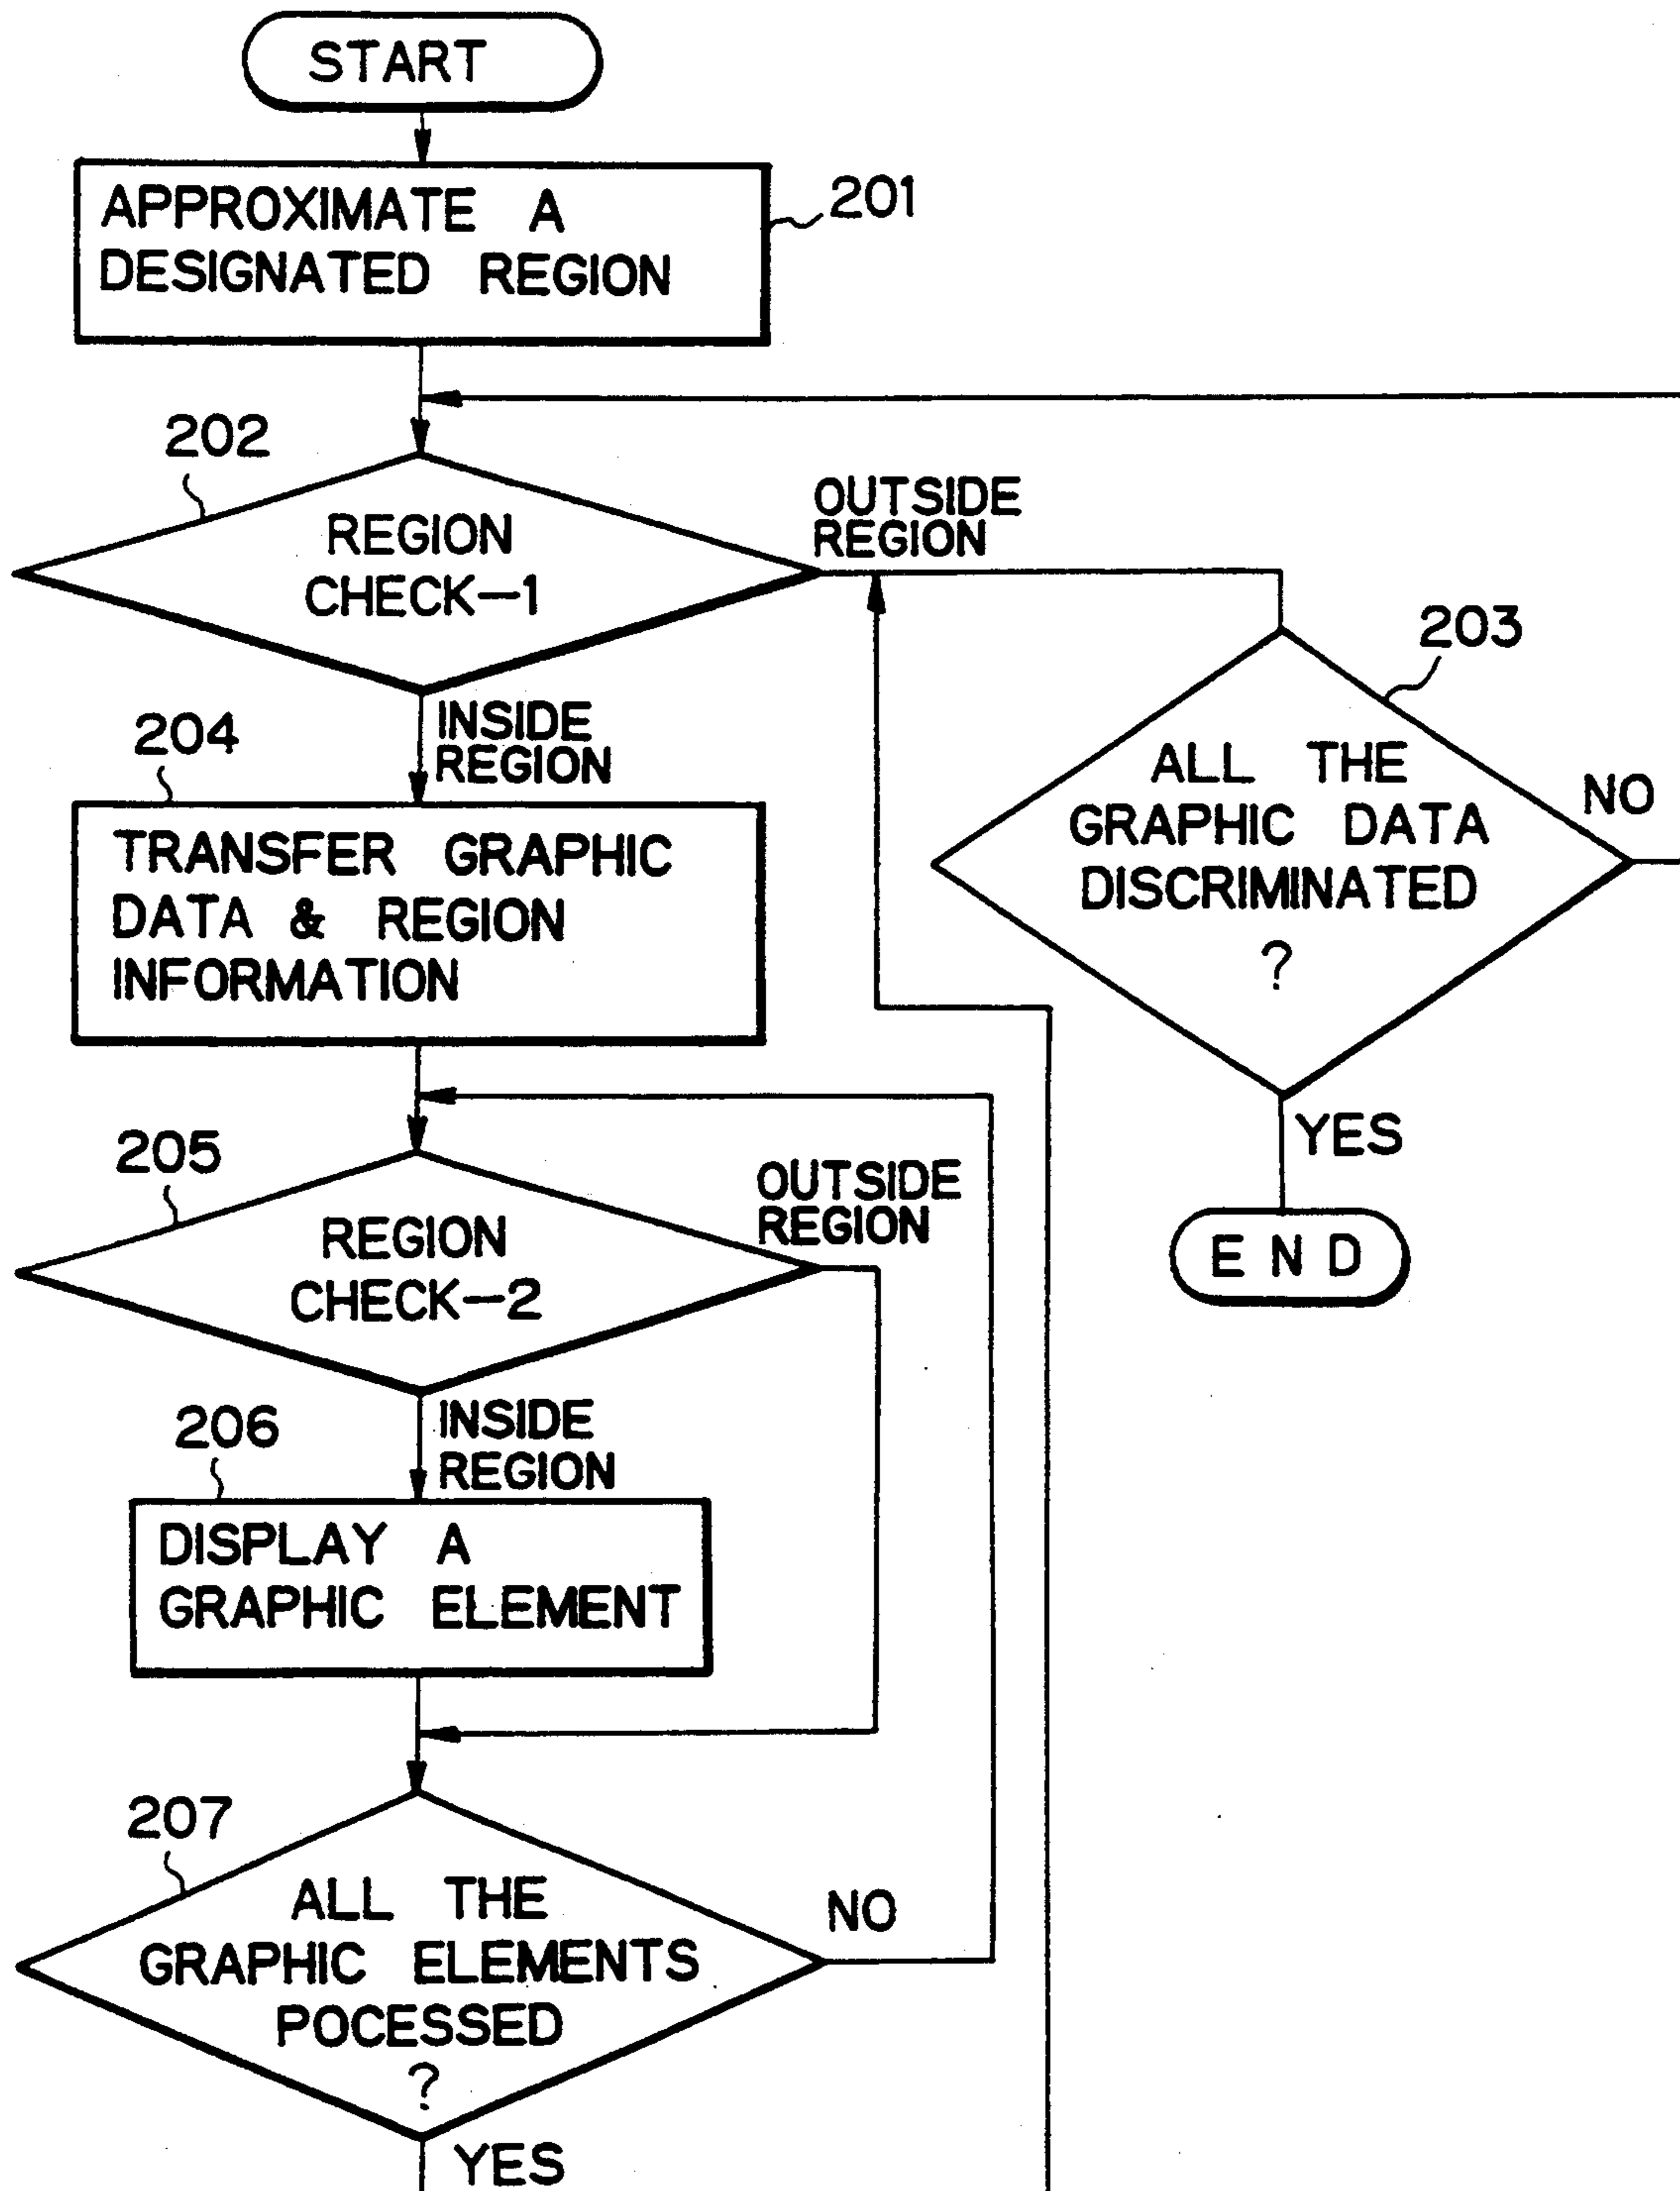 START
APPROXIMATE A
DESIGNATED REGION
201
202
REGION
CHECK-1
OUTSIDE
REGION
203
ALL THE
GRAPHIC DATA
DISCRIMINATED
?
NO
YES
END
INSIDE
REGION
204
TRANSFER GRAPHIC
DATA & REGION
INFORMATION
205
REGION
CHECK-2
OUTSIDE
REGION
INSIDE
REGION
206
DISPLAY A
GRAPHIC ELEMENT
207
ALL THE
GRAPHIC ELEMENTS
POCESSED
?
NO
YES